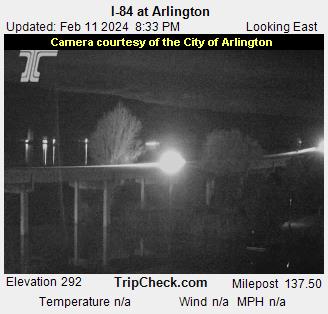 I-84 at Arlington
Updated: Feb 11 2024 8:33 PM Looking East
Camera courtesy of the City of Arlington
Elevation 292 TripCheck.com Milepost 137.50
Temperature n/a Wind n/a MPH n/a